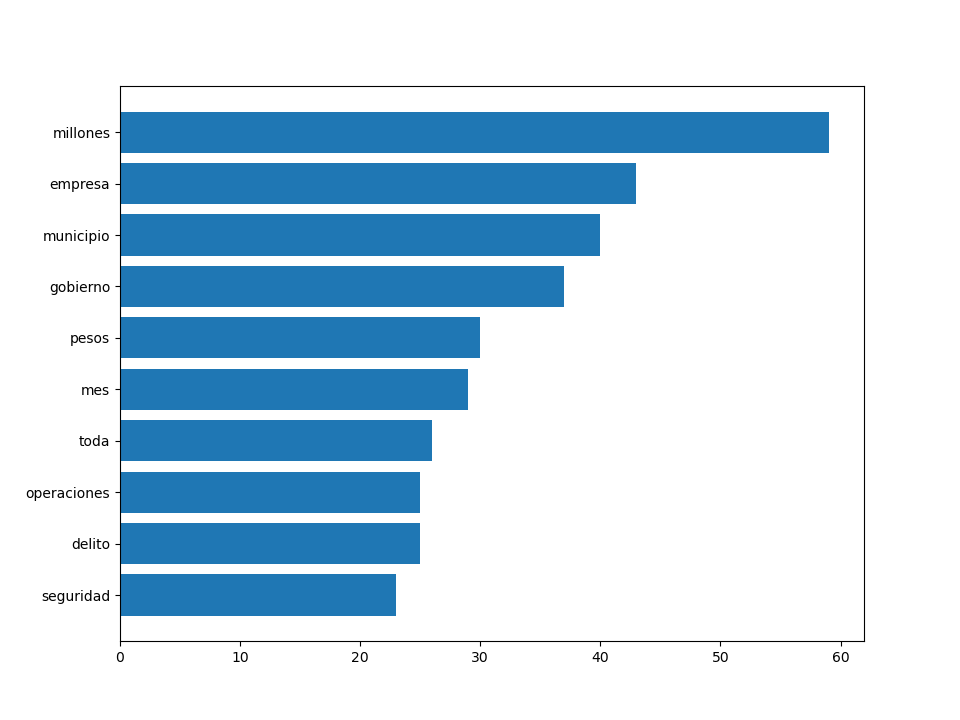 millones
empresa
municipio
gobierno
pesos
mes
toda
operaciones
delito
seguridad
0 10 20 30 40 50 60